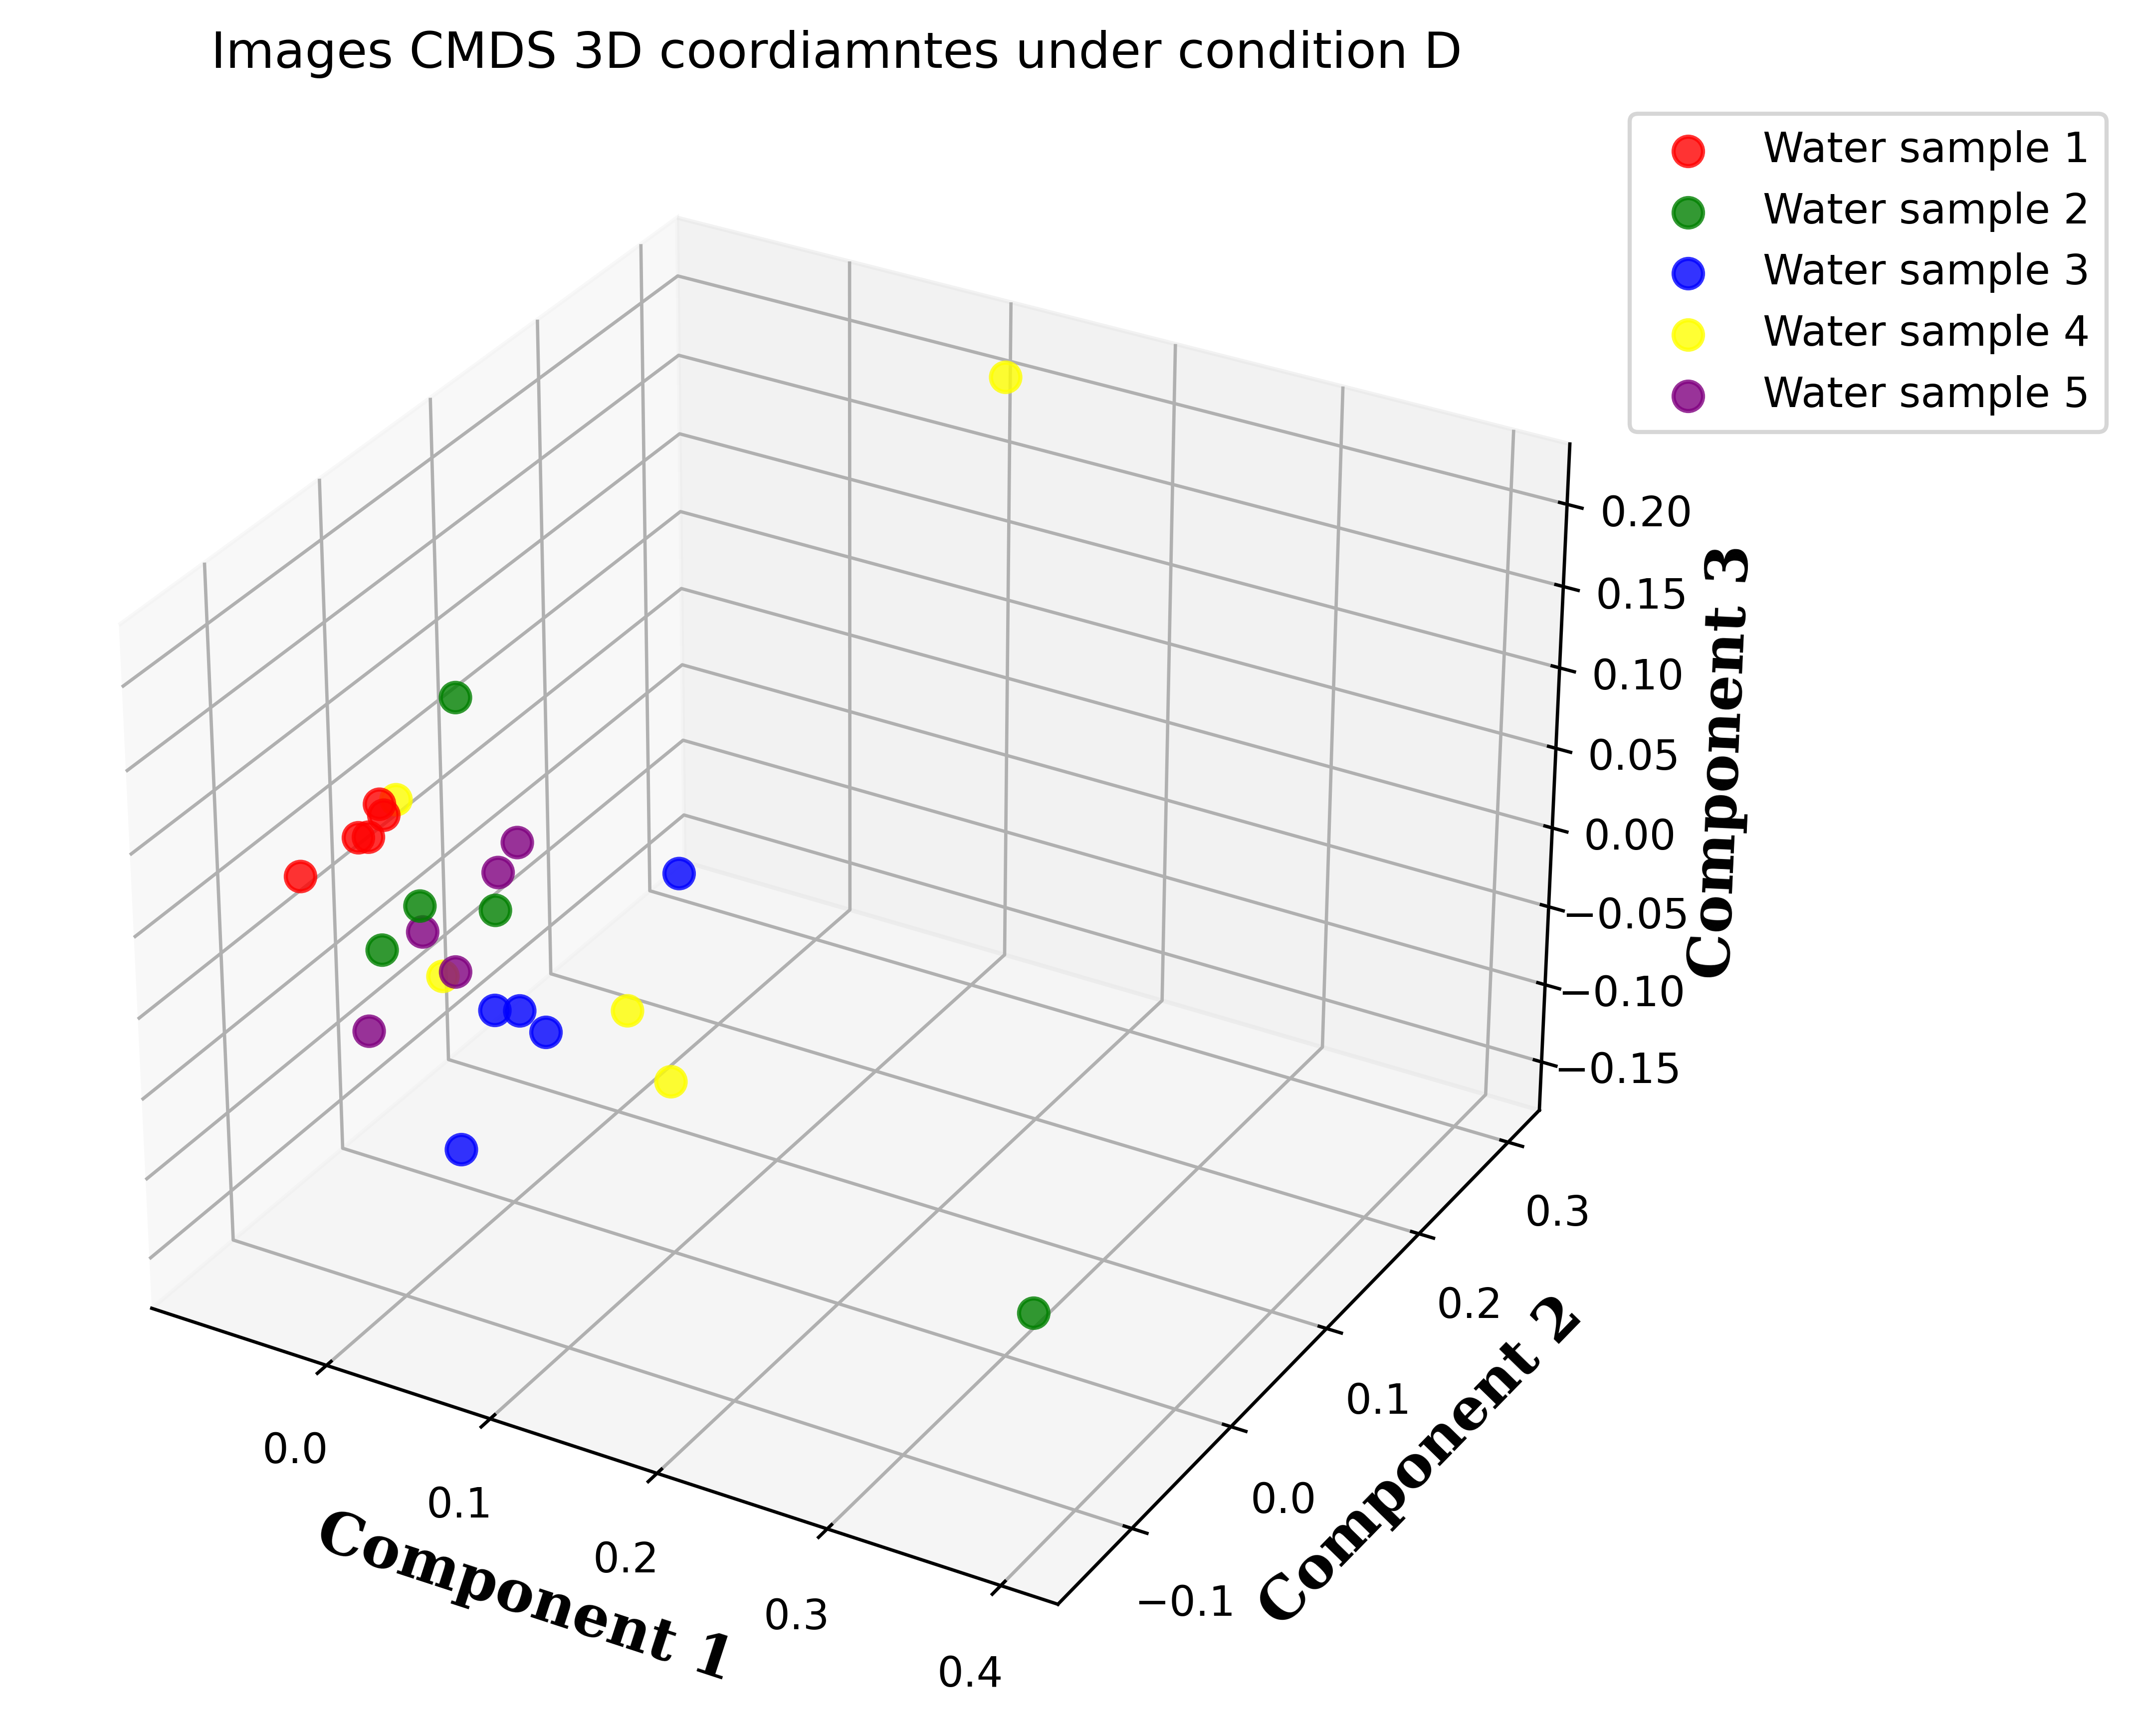 Images CMDS 3D coordiamntes under condition D
Water sample 1
Water sample 2
Water sample 3
Water sample 4
Water sample 5
0.20
0.15
0.10
0.05
0.00
−0.05
−0.10
−0.15
Component 3
0.3
0.2
0.1
0.0
−0.1
Component 2
0.0
0.1
0.2
0.3
0.4
Component 1